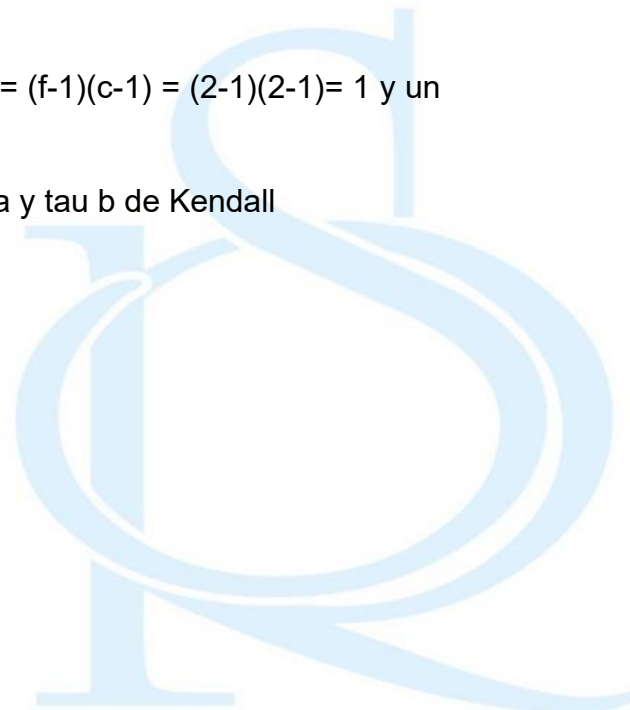 = (f-1)(c-1) = (2-1)(2-1)= 1 y un
a y tau b de Kendall